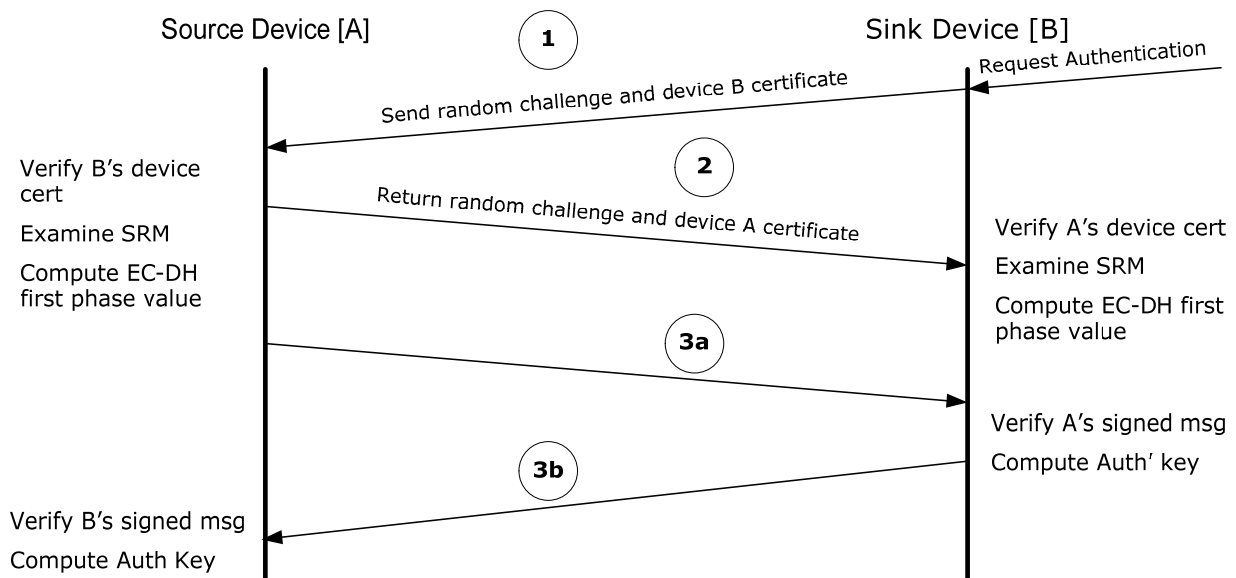 Source Device [A]
1
Sink Device [B]
Request Authentication
Send random challenge and device B certificate
Verify B’s device
cert
2
Return random challenge and device A certificate
Examine SRM
Compute EC-DH
first phase value
Verify A’s device cert
Examine SRM
Compute EC-DH first
phase value
3a
Verify A’s signed msg
Compute Auth’ key
3b
Verify B’s signed msg
Compute Auth Key